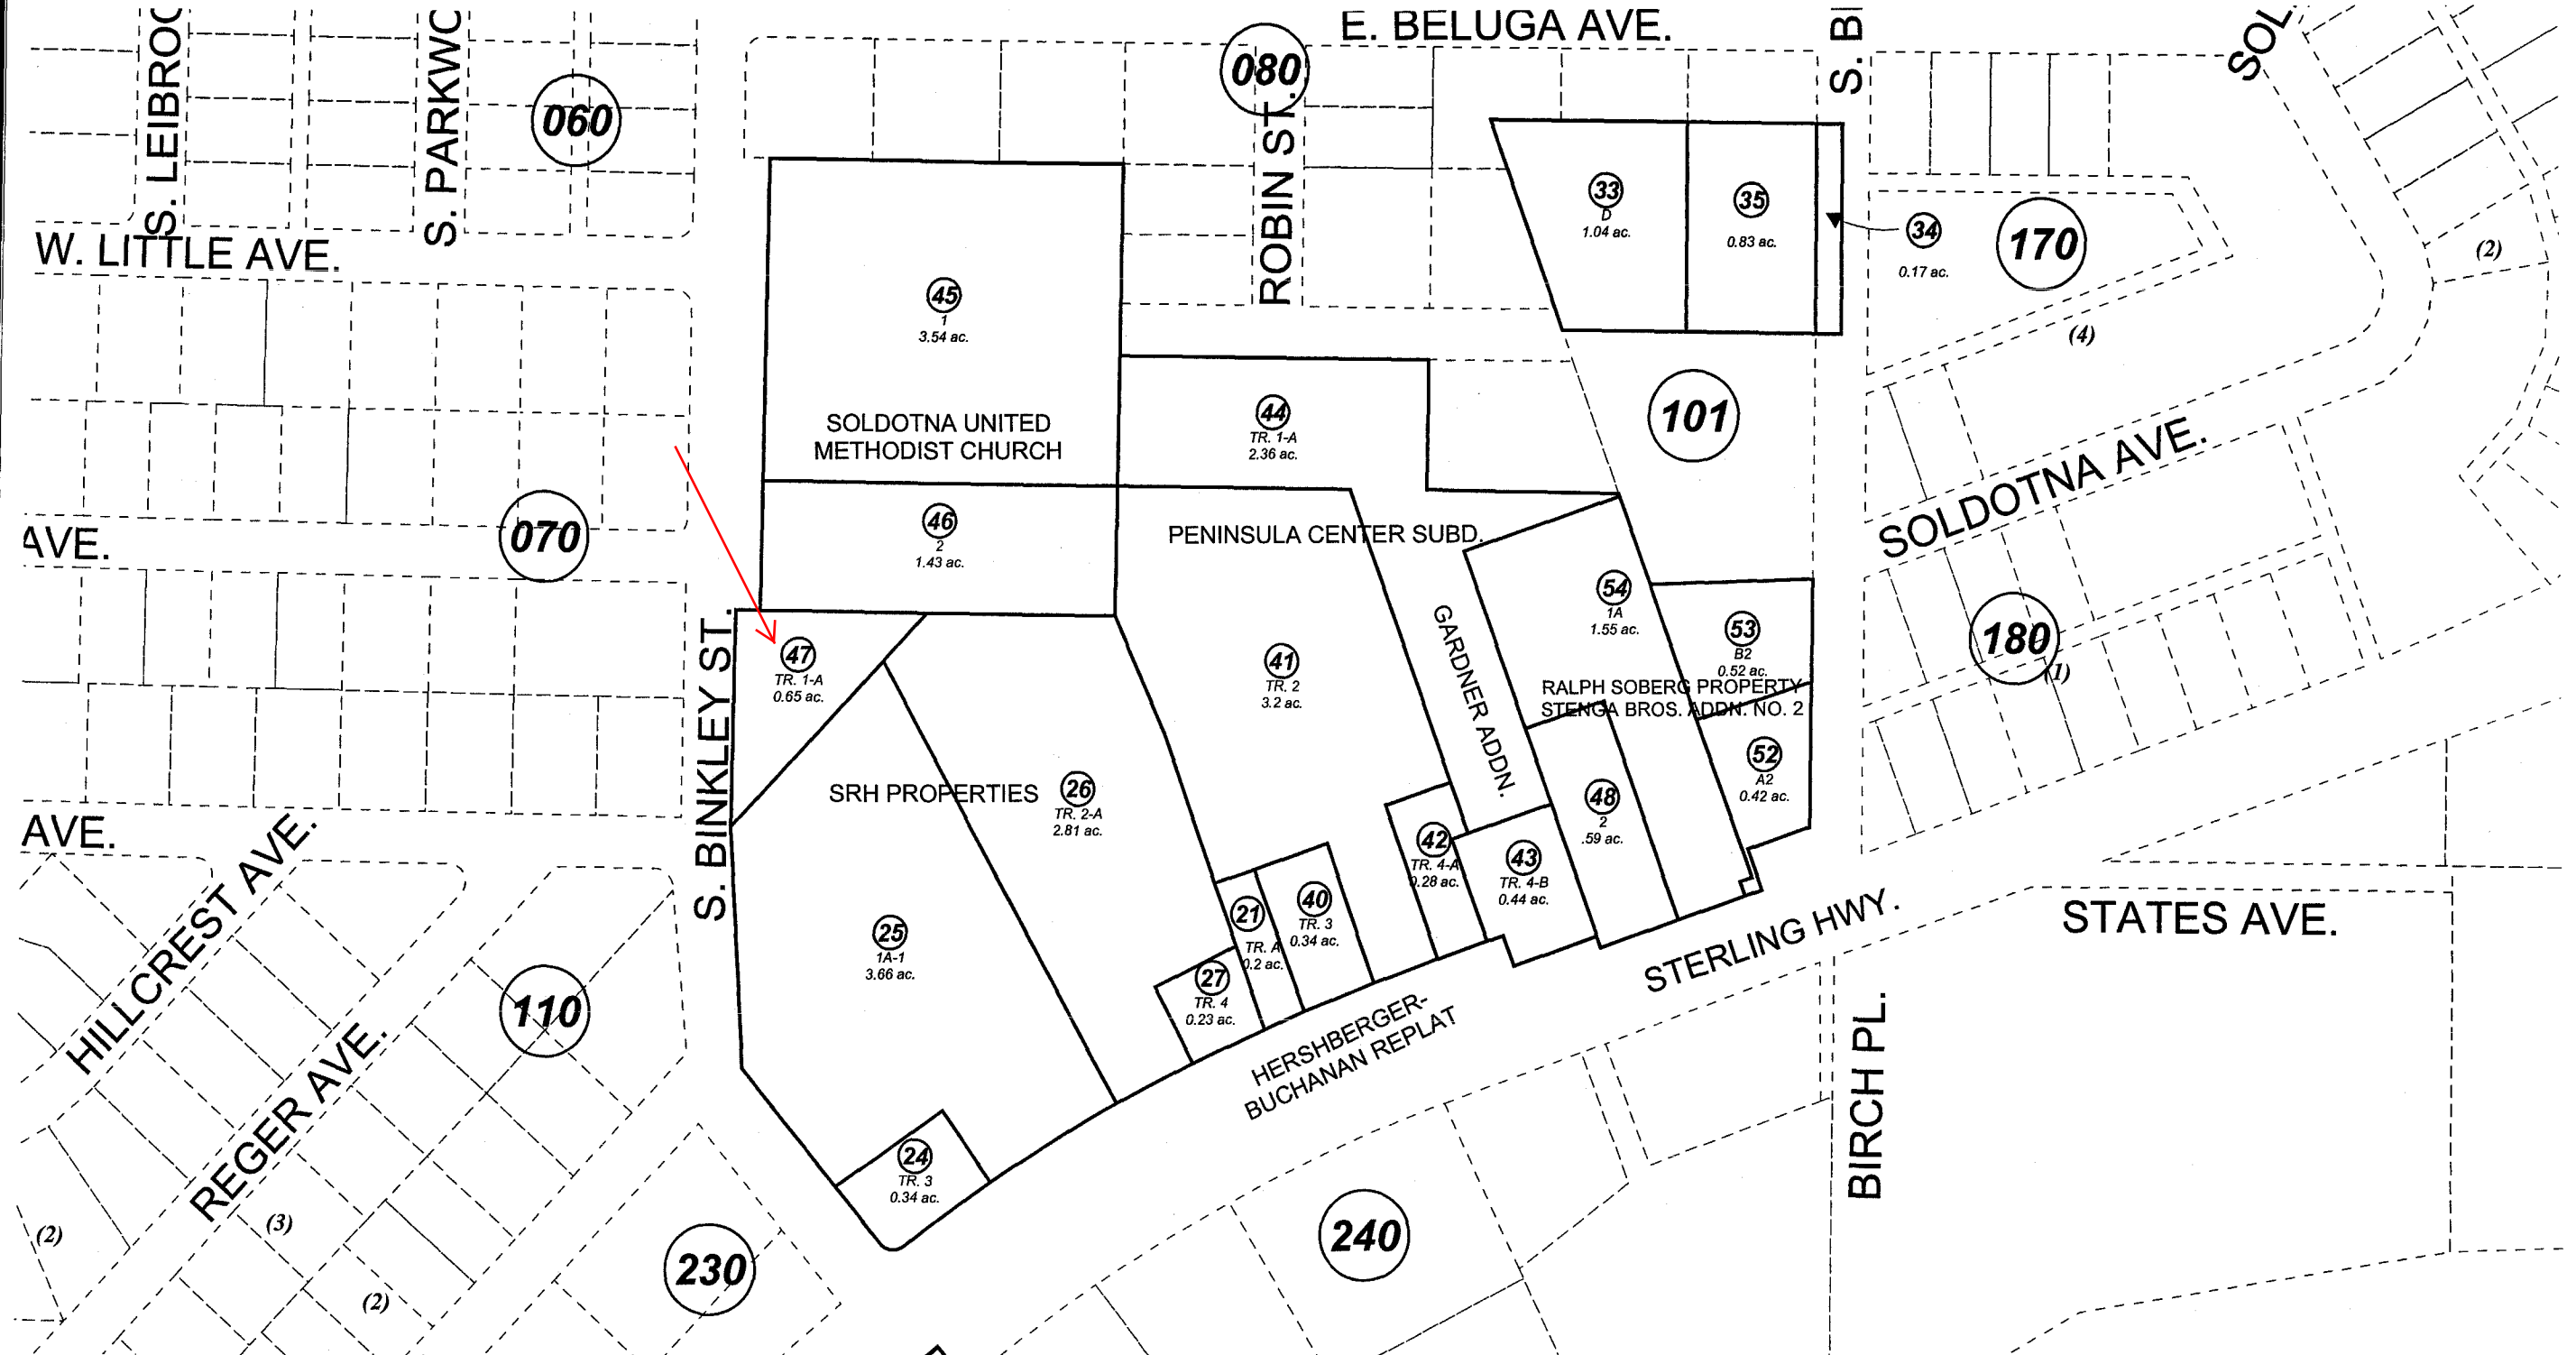 E. BELUGA AVE.
S. LEIBROO
S. PARKWO
060
080
ROBIN ST.
S. BI
SOL
W. LITTLE AVE.
33
D
1.04 ac.
35
0.83 ac.
34
0.17 ac.
170
(2)
(4)
45
1
3.54 ac.
SOLDOTNA UNITED
METHODIST CHURCH
44
TR. 1-A
2.36 ac.
101
SOLDOTNA AVE.
AVE.
070
46
2
1.43 ac.
PENINSULA CENTER SUBD.
54
1A
1.55 ac.
53
B2
0.52 ac.
180
(1)
S. BINKLEY ST.
47
TR. 1-A
0.65 ac.
41
TR. 2
3.2 ac.
GARDNER ADDN.
RALPH SOBERG PROPERTY
STENGA BROS. ADDN. NO. 2
52
A2
0.42 ac.
SRH PROPERTIES
26
TR. 2-A
2.81 ac.
48
2
.59 ac.
AVE.
HILLCREST AVE.
42
TR. 4-A
0.28 ac.
43
TR. 4-B
0.44 ac.
21
TR. A
0.2 ac.
40
TR. 3
0.34 ac.
25
1A-1
3.66 ac.
27
TR. 4
0.23 ac.
STERLING HWY.
STATES AVE.
110
REGER AVE.
HERSHBERGER-
BUCHANAN REPLAT
BIRCH PL.
24
TR. 3
0.34 ac.
(2)
(3)
(2)
230
240